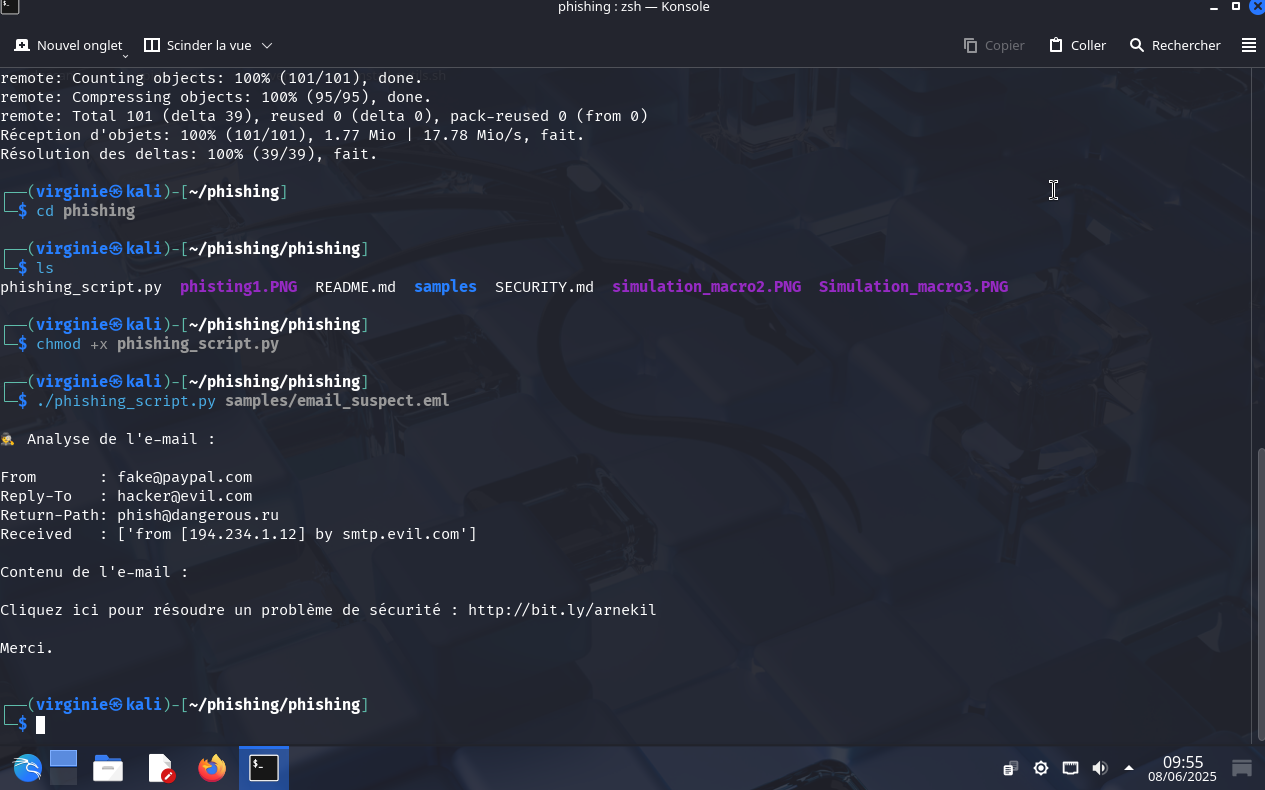 phishing : zsh — Konsole
Nouvel onglet Scinder la vue Copier Coller Rechercher
remote: Counting objects: 100% (101/101), done.
remote: Compressing objects: 100% (95/95), done.
remote: Total 101 (delta 39), reused 0 (delta 0), pack-reused 0 (from 0)
Réception d'objets: 100% (101/101), 1.77 Mio | 17.78 Mio/s, fait.
Résolution des deltas: 100% (39/39), fait.
┌──(virginie㉿kali)-[~/phishing]
└─$ cd phishing
┌──(virginie㉿kali)-[~/phishing/phishing]
└─$ ls
phishing_script.py  phisting1.PNG  README.md  samples  SECURITY.md  simulation_macro2.PNG  Simulation_macro3.PNG
┌──(virginie㉿kali)-[~/phishing/phishing]
└─$ chmod +x phishing_script.py
┌──(virginie㉿kali)-[~/phishing/phishing]
└─$ ./phishing_script.py samples/email_suspect.eml
🕵 Analyse de l'e-mail :
From       : fake@paypal.com
Reply-To   : hacker@evil.com
Return-Path: phish@dangerous.ru
Received   : ['from [194.234.1.12] by smtp.evil.com']
Contenu de l'e-mail :
Cliquez ici pour résoudre un problème de sécurité : http://bit.ly/arnekil
Merci.
┌──(virginie㉿kali)-[~/phishing/phishing]
└─$
09:55
08/06/2025